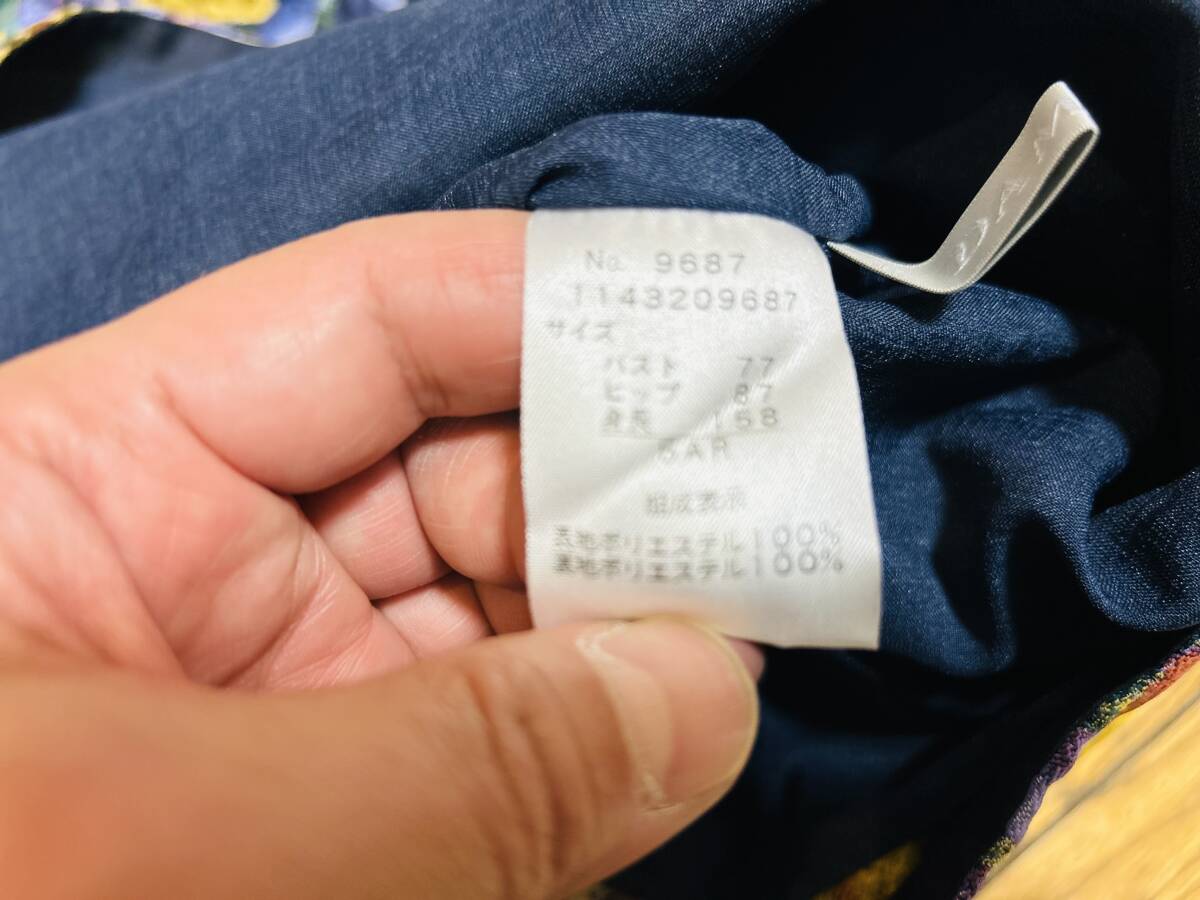 No. 9687
1143209687
サイズ
バスト 77
ヒップ 87
身長 158
5AR
組成表示
表地ポリエステル100%
裏地ポリエステル100%